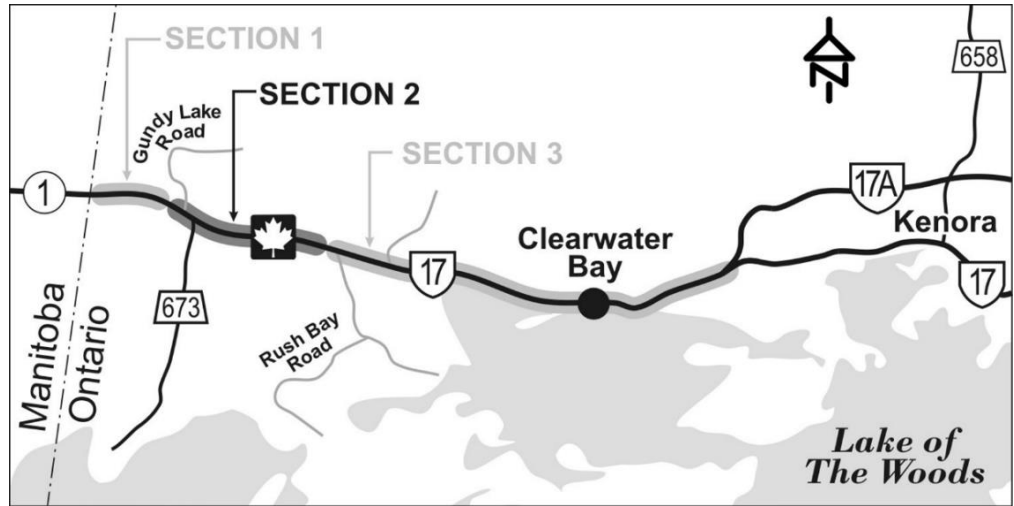 SECTION 1
658
Gundy Lake
Road
SECTION 2
N
SECTION 3
1
17A
Kenora
Clearwater
Bay
17
17
673
Manitoba
Ontario
Rush Bay
Road
Lake of
The Woods